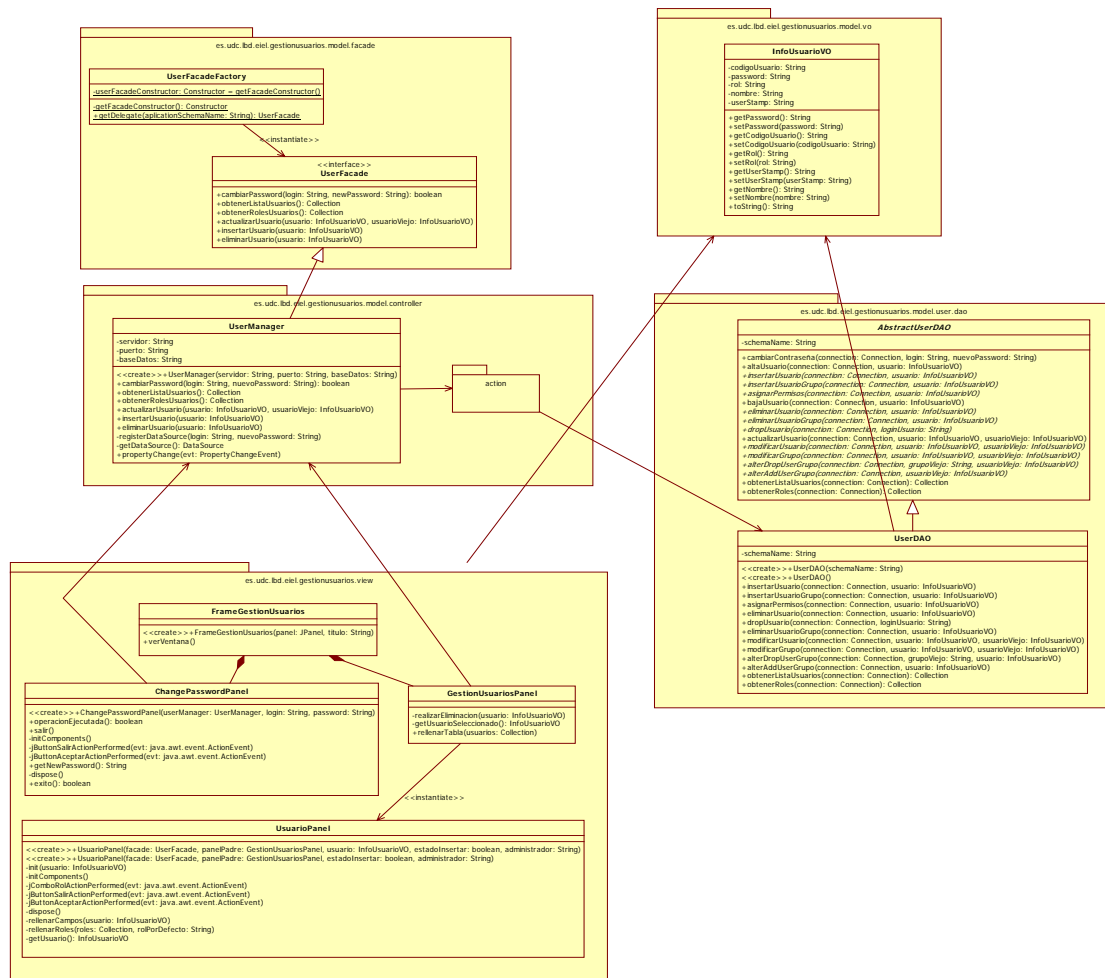 es.udc.lbd.eiel.gestionusuarios.model.facade
UserFacadeFactory
-userFacadeConstructor: Constructor = getFacadeConstructor()
-getFacadeConstructor(): Constructor
+getDelegate(aplicationSchemaName: String): UserFacade
<<instantiate>>
<<interface>>
UserFacade
+cambiarPassword(login: String, newPassword: String): boolean
+obtenerListaUsuarios(): Collection
+obtenerRolesUsuarios(): Collection
+actualizarUsuario(usuario: InfoUsuarioVO, usuarioViejo: InfoUsuarioVO)
+insertarUsuario(usuario: InfoUsuarioVO)
+eliminarUsuario(usuario: InfoUsuarioVO)
es.udc.lbd.eiel.gestionusuarios.model.vo
InfoUsuarioVO
-codigoUsuario: String
-password: String
-rol: String
-nombre: String
-userStamp: String
+getPassword(): String
+setPassword(password: String)
+getCodigoUsuario(): String
+setCodigoUsuario(codigoUsuario: String)
+getRol(): String
+setRol(rol: String)
+getUserStamp(): String
+setUserStamp(userStamp: String)
+getNombre(): String
+setNombre(nombre: String)
+toString(): String
es.udc.lbd.eiel.gestionusuarios.model.controller
UserManager
-servidor: String
-puerto: String
-baseDatos: String
<<create>>+UserManager(servidor: String, puerto: String, baseDatos: String)
+cambiarPassword(login: String, nuevoPassword: String): boolean
+obtenerListaUsuarios(): Collection
+obtenerRolesUsuarios(): Collection
+actualizarUsuario(usuario: InfoUsuarioVO, usuarioViejo: InfoUsuarioVO)
+insertarUsuario(usuario: InfoUsuarioVO)
+eliminarUsuario(usuario: InfoUsuarioVO)
-registerDataSource(login: String, nuevoPassword: String)
-getDataSource(): DataSource
+propertyChange(evt: PropertyChangeEvent)
action
es.udc.lbd.eiel.gestionusuarios.model.user.dao
AbstractUserDAO
-schemaName: String
+cambiarContraseña(connection: Connection, login: String, nuevoPassword: String)
+altaUsuario(connection: Connection, usuario: InfoUsuarioVO)
+insertarUsuario(connection: Connection, usuario: InfoUsuarioVO)
+insertarUsuarioGrupo(connection: Connection, usuario: InfoUsuarioVO)
+asignarPermisos(connection: Connection, usuario: InfoUsuarioVO)
+bajaUsuario(connection: Connection, usuario: InfoUsuarioVO)
+eliminarUsuario(connection: Connection, usuario: InfoUsuarioVO)
+eliminarUsuarioGrupo(connection: Connection, usuario: InfoUsuarioVO)
+dropUsuario(connection: Connection, loginUsuario: String)
+actualizarUsuario(connection: Connection, usuario: InfoUsuarioVO, usuarioViejo: InfoUsuarioVO)
+modificarUsuario(connection: Connection, usuario: InfoUsuarioVO, usuarioViejo: InfoUsuarioVO)
+modificarGrupo(connection: Connection, usuario: InfoUsuarioVO, usuarioViejo: InfoUsuarioVO)
+alterDropUserGrupo(connection: Connection, grupoViejo: String, usuarioViejo: InfoUsuarioVO)
+alterAddUserGrupo(connection: Connection, usuarioViejo: InfoUsuarioVO)
+obtenerListaUsuarios(connection: Connection): Collection
+obtenerRoles(connection: Connection): Collection
UserDAO
-schemaName: String
<<create>>+UserDAO(schemaName: String)
<<create>>+UserDAO()
+insertarUsuario(connection: Connection, usuario: InfoUsuarioVO)
+insertarUsuarioGrupo(connection: Connection, usuario: InfoUsuarioVO)
+asignarPermisos(connection: Connection, usuario: InfoUsuarioVO)
+eliminarUsuario(connection: Connection, usuario: InfoUsuarioVO)
+dropUsuario(connection: Connection, loginUsuario: String)
+eliminarUsuarioGrupo(connection: Connection, usuario: InfoUsuarioVO)
+modificarUsuario(connection: Connection, usuario: InfoUsuarioVO, usuarioViejo: InfoUsuarioVO)
+modificarGrupo(connection: Connection, usuario: InfoUsuarioVO, usuarioViejo: InfoUsuarioVO)
+alterDropUserGrupo(connection: Connection, grupoViejo: String, usuario: InfoUsuarioVO)
+alterAddUserGrupo(connection: Connection, usuario: InfoUsuarioVO)
+obtenerListaUsuarios(connection: Connection): Collection
+obtenerRoles(connection: Connection): Collection
es.udc.lbd.eiel.gestionusuarios.view
FrameGestionUsuarios
<<create>>+FrameGestionUsuarios(panel: JPanel, titulo: String)
+verVentana()
ChangePasswordPanel
<<create>>+ChangePasswordPanel(userManager: UserManager, login: String, password: String)
+operacionEjecutada(): boolean
+salir()
-initComponents()
-jButtonSalirActionPerformed(evt: java.awt.event.ActionEvent)
-jButtonAceptarActionPerformed(evt: java.awt.event.ActionEvent)
+getNewPassword(): String
-dispose()
+exito(): boolean
GestionUsuariosPanel
-realizarEliminacion(usuario: InfoUsuarioVO)
-getUsuarioSeleccionado(): InfoUsuarioVO
+rellenarTabla(usuarios: Collection)
<<instantiate>>
UsuarioPanel
<<create>>+UsuarioPanel(facade: UserFacade, panelPadre: GestionUsuariosPanel, usuario: InfoUsuarioVO, estadoInsertar: boolean, administrador: String)
<<create>>+UsuarioPanel(facade: UserFacade, panelPadre: GestionUsuariosPanel, estadoInsertar: boolean, administrador: String)
-init(usuario: InfoUsuarioVO)
-initComponents()
-jComboRolActionPerformed(evt: java.awt.event.ActionEvent)
-jButtonSalirActionPerformed(evt: java.awt.event.ActionEvent)
-jButtonAceptarActionPerformed(evt: java.awt.event.ActionEvent)
-dispose()
-rellenarCampos(usuario: InfoUsuarioVO)
-rellenarRoles(roles: Collection, rolPorDefecto: String)
-getUsuario(): InfoUsuarioVO